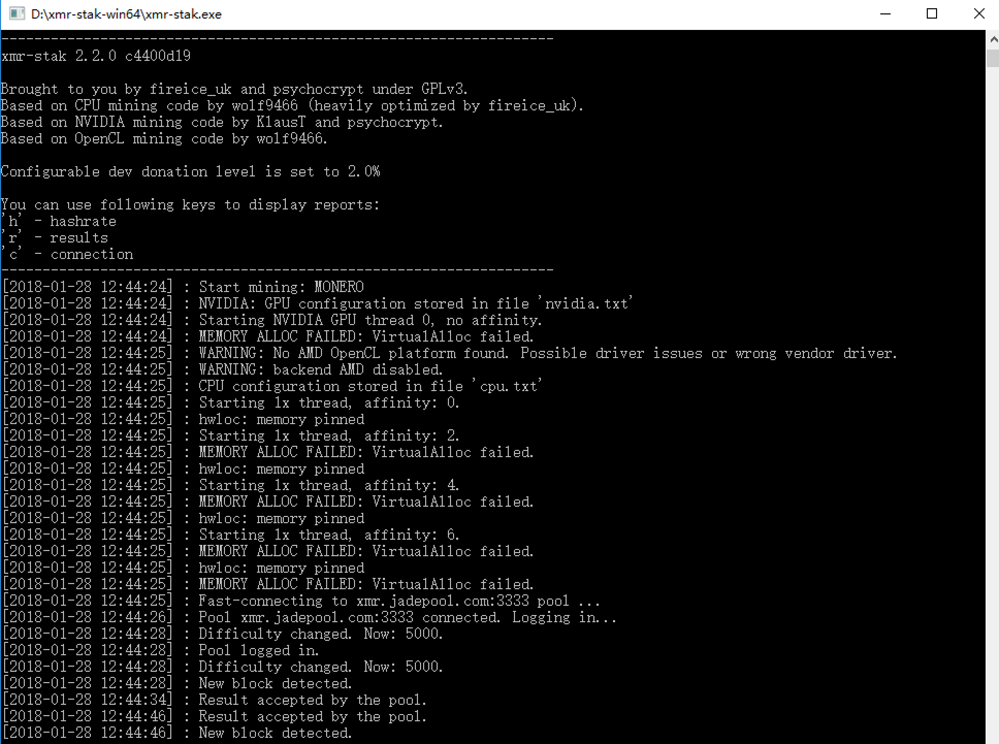 D:\xmr-stak-win64\xmr-stak.exe
-------------------------------------------------------------------
xmr-stak 2.2.0 c4400d19
Brought to you by fireice_uk and psychocrypt under GPLv3.
Based on CPU mining code by wolf9466 (heavily optimized by fireice_uk).
Based on NVIDIA mining code by KlausT and psychocrypt.
Based on OpenCL mining code by wolf9466.
Configurable dev donation level is set to 2.0%
You can use following keys to display reports:
'h' - hashrate
'r' - results
'c' - connection
-------------------------------------------------------------------
[2018-01-28 12:44:24] : Start mining: MONERO
[2018-01-28 12:44:24] : NVIDIA: GPU configuration stored in file 'nvidia.txt'
[2018-01-28 12:44:24] : Starting NVIDIA GPU thread 0, no affinity.
[2018-01-28 12:44:24] : MEMORY ALLOC FAILED: VirtualAlloc failed.
[2018-01-28 12:44:25] : WARNING: No AMD OpenCL platform found. Possible driver issues or wrong vendor driver.
[2018-01-28 12:44:25] : WARNING: backend AMD disabled.
[2018-01-28 12:44:25] : CPU configuration stored in file 'cpu.txt'
[2018-01-28 12:44:25] : Starting 1x thread, affinity: 0.
[2018-01-28 12:44:25] : hwloc: memory pinned
[2018-01-28 12:44:25] : Starting 1x thread, affinity: 2.
[2018-01-28 12:44:25] : MEMORY ALLOC FAILED: VirtualAlloc failed.
[2018-01-28 12:44:25] : hwloc: memory pinned
[2018-01-28 12:44:25] : Starting 1x thread, affinity: 4.
[2018-01-28 12:44:25] : MEMORY ALLOC FAILED: VirtualAlloc failed.
[2018-01-28 12:44:25] : hwloc: memory pinned
[2018-01-28 12:44:25] : Starting 1x thread, affinity: 6.
[2018-01-28 12:44:25] : MEMORY ALLOC FAILED: VirtualAlloc failed.
[2018-01-28 12:44:25] : hwloc: memory pinned
[2018-01-28 12:44:25] : MEMORY ALLOC FAILED: VirtualAlloc failed.
[2018-01-28 12:44:25] : Fast-connecting to xmr.jadepool.com:3333 pool ...
[2018-01-28 12:44:26] : Pool xmr.jadepool.com:3333 connected. Logging in...
[2018-01-28 12:44:28] : Difficulty changed. Now: 5000.
[2018-01-28 12:44:28] : Pool logged in.
[2018-01-28 12:44:28] : Difficulty changed. Now: 5000.
[2018-01-28 12:44:28] : New block detected.
[2018-01-28 12:44:34] : Result accepted by the pool.
[2018-01-28 12:44:46] : Result accepted by the pool.
[2018-01-28 12:44:46] : New block detected.